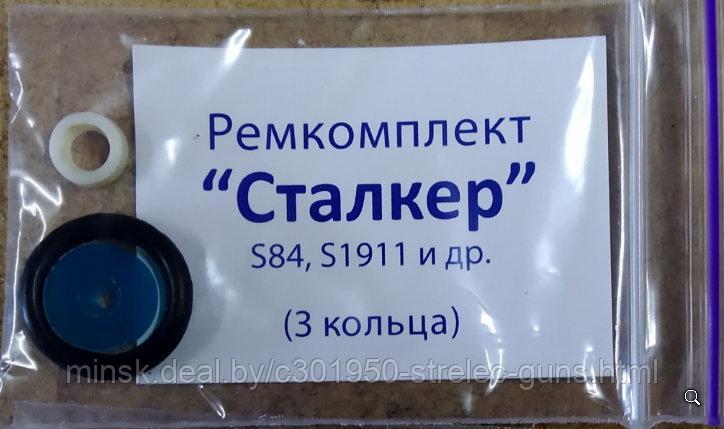 Ремкомплект
“Сталкер”
S84, S1911 и др.
(3 кольца)
minsk.deal.by/c301950-strelec-guns.html